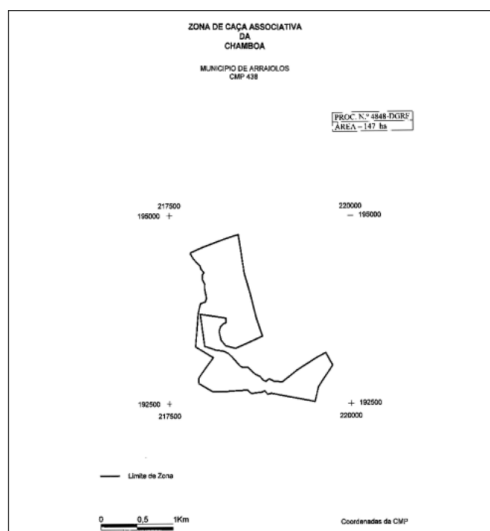 ZONA DE CAÇA ASSOCIATIVA
DA
CHAMBOA
MUNICIPIO DE ARRAIOLOS
CMP 438
PROC. N.º 4848-DGRF
ÁREA – 147 ha
217500
220000
195000
195000
192500
192500
217500
220000
Limite de Zona
0 0,5 1Km
Coordenadas da CMP